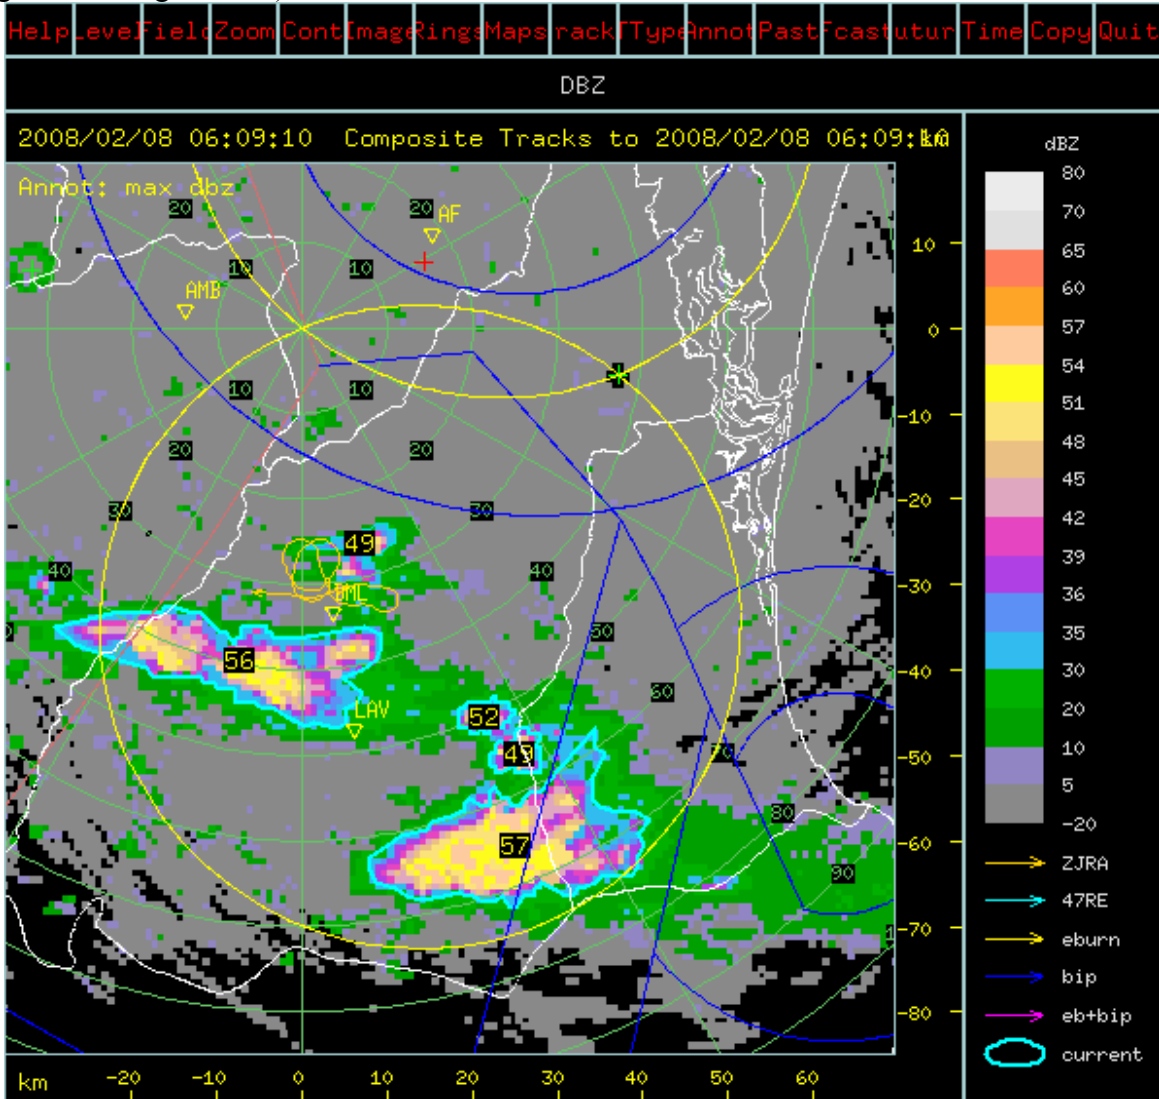 Help Level Field Zoom Cont Image Rings Maps rack TType Annot Past Fcast utur Time Copy Quit
DBZ
2008/02/08 06:09:10 Composite Tracks to 2008/02/08 06:09:10 km
Annot: max dbz
dBZ
80
70
65
60
57
54
51
48
45
42
39
36
35
30
20
10
5
-20
ZJRA
47RE
eburn
bip
eb+bip
current
20 20 AF
10 10
AMB
10 10
20 20
30 30
49
40 40
DML
50
56
60
LAV
52
49
70
80
57
90
10
0
-10
-20
-30
-40
-50
-60
-70
-80
km -20 -10 0 10 20 30 40 50 60